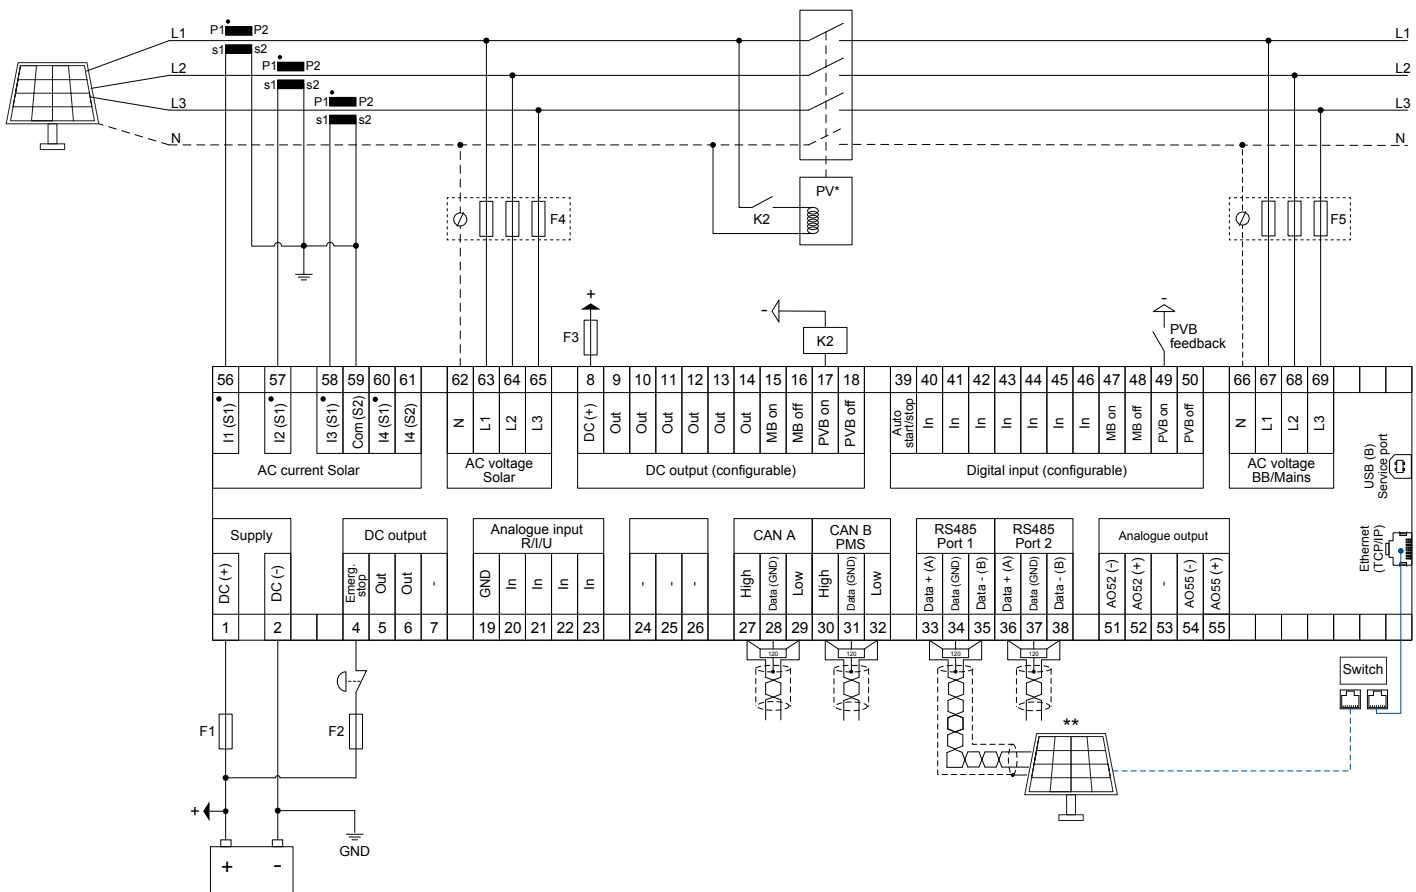 L1 P1 P2 L1
s1 s2
L2 P1 P2 L2
s1 s2
L3 P1 P2 L3
s1 s2
N N
PV*
K2
F4 F5
+ - -
F3 K2 PVB
feedback
56 57 58 59 60 61 62 63 64 65 8 9 10 11 12 13 14 15 16 17 18 39 40 41 42 43 44 45 46 47 48 49 50 66 67 68 69
I1 (S1)
I2 (S1)
I3 (S1)
Com (S2)
I4 (S1)
I4 (S2)
N
L1
L2
L3
DC (+)
Out
Out
Out
Out
Out
Out
MB on
MB off
PVB on
PVB off
Auto
start/stop
In
In
In
In
In
In
In
MB on
MB off
PVB on
PVB off
N
L1
L2
L3
AC current Solar
AC voltage
Solar
DC output (configurable)
Digital input (configurable)
AC voltage
BB/Mains
USB (B)
Service port
Supply
DC output
Analogue input
R/I/U
CAN A
CAN B
PMS
RS485
Port 1
RS485
Port 2
Analogue output
Ethernet
(TCP/IP)
DC (+)
DC (-)
Emerg.
stop
Out
Out
-
GND
In
In
In
In
-
-
-
High
Data (GND)
Low
High
Data (GND)
Low
Data + (A)
Data (GND)
Data - (B)
Data + (A)
Data (GND)
Data - (B)
AO52 (-)
AO52 (+)
-
AO55 (-)
AO55 (+)
1 2 4 5 6 7 19 20 21 22 23 24 25 26 27 28 29 30 31 32 33 34 35 36 37 38 51 52 53 54 55
120 120 120 120
Switch
F1 F2
**
+
GND
+ -